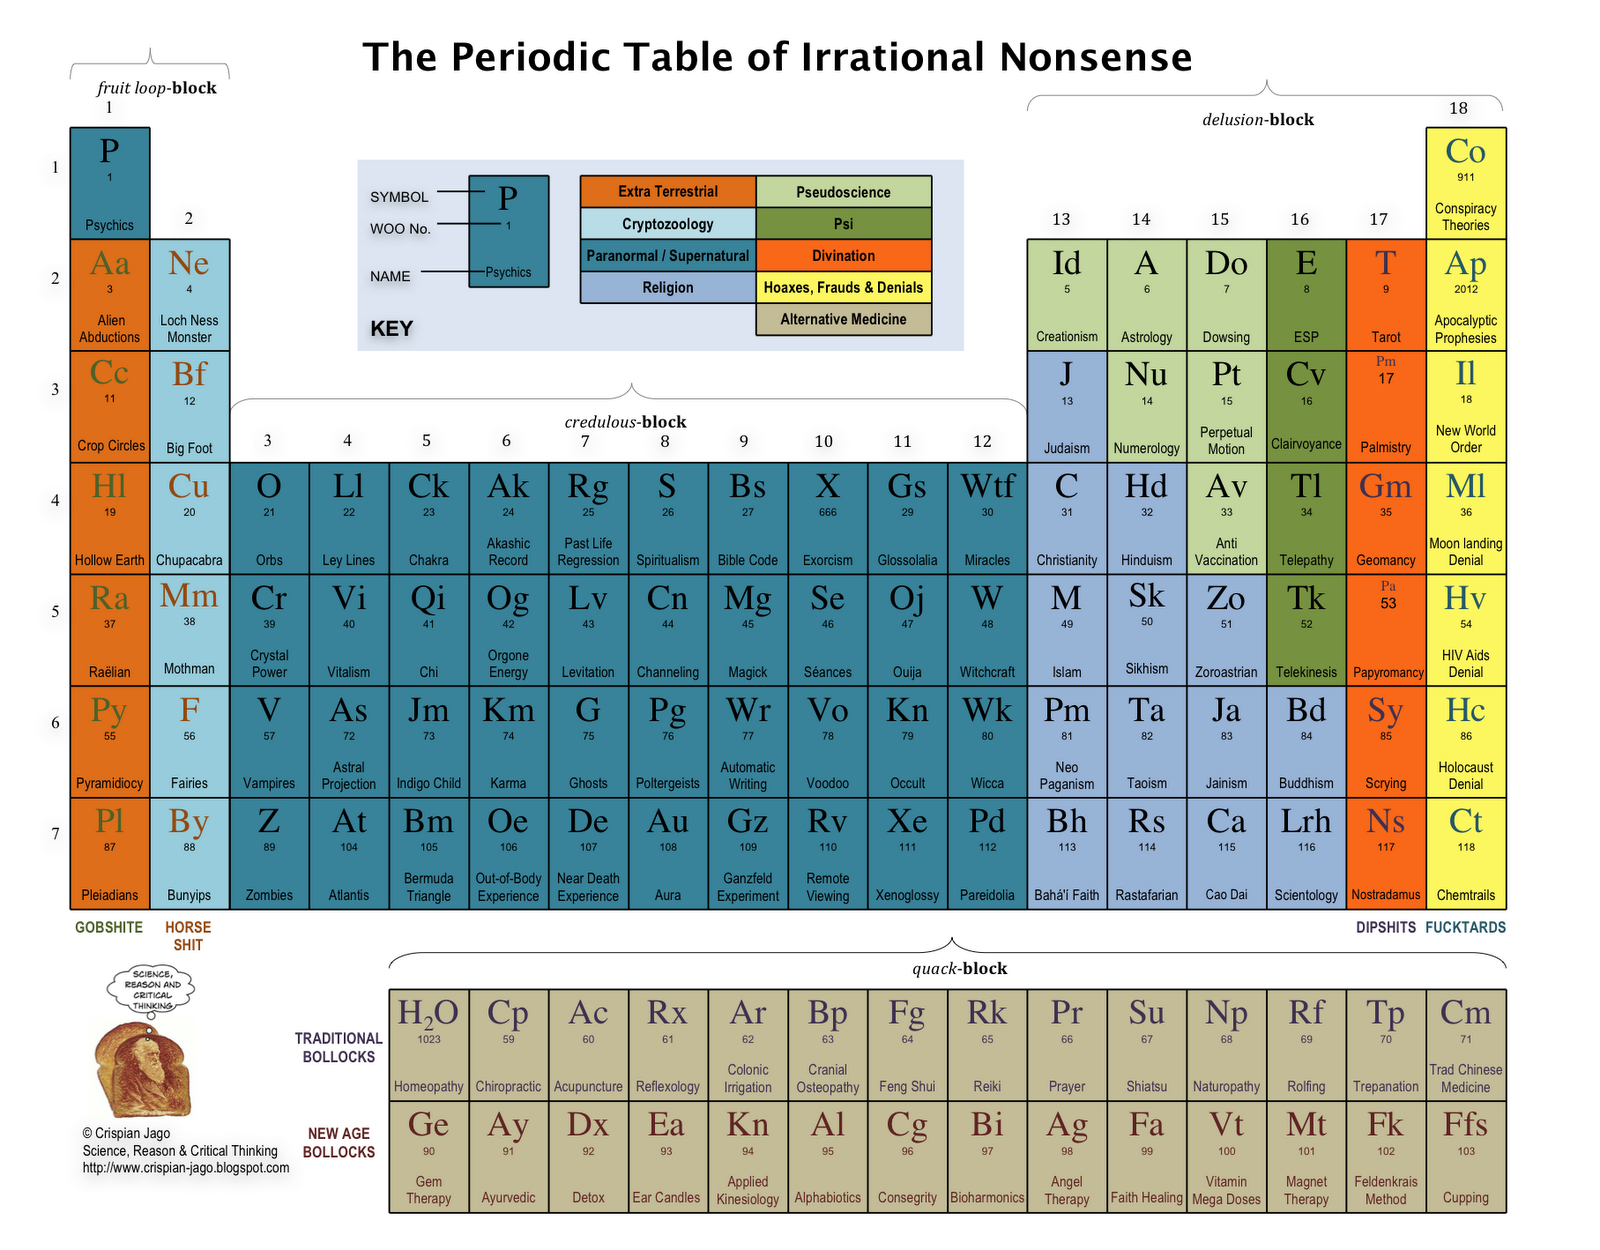 The Periodic Table of Irrational Nonsense
fruit loop-block
delusion-block
1
18
1
P
1
Psychics
Co
911
Conspiracy
Theories
SYMBOL
WOO No.
NAME
KEY
P
1
Psychics
Extra Terrestrial
Pseudoscience
Cryptozoology
Psi
Paranormal / Supernatural
Divination
Religion
Hoaxes, Frauds & Denials
Alternative Medicine
2
13
14
15
16
17
2
Aa
3
Alien
Abductions
Ne
4
Loch Ness
Monster
Id
5
Creationism
A
6
Astrology
Do
7
Dowsing
E
8
ESP
T
9
Tarot
Ap
2012
Apocalyptic
Prophesies
3
Cc
11
Crop Circles
Bf
12
Big Foot
J
13
Judaism
Nu
14
Numerology
Pt
15
Perpetual
Motion
Cv
16
Clairvoyance
Pm
17
Palmistry
Il
18
New World
Order
credulous-block
3
4
5
6
7
8
9
10
11
12
4
Hl
19
Hollow Earth
Cu
20
Chupacabra
O
21
Orbs
Ll
22
Ley Lines
Ck
23
Chakra
Ak
24
Akashic
Record
Rg
25
Past Life
Regression
S
26
Spiritualism
Bs
27
Bible Code
X
666
Exorcism
Gs
29
Glossolalia
Wtf
30
Miracles
C
31
Christianity
Hd
32
Hinduism
Av
33
Anti
Vaccination
Tl
34
Telepathy
Gm
35
Geomancy
Ml
36
Moon landing
Denial
5
Ra
37
Raëlian
Mm
38
Mothman
Cr
39
Crystal
Power
Vi
40
Vitalism
Qi
41
Chi
Og
42
Orgone
Energy
Lv
43
Levitation
Cn
44
Channeling
Mg
45
Magick
Se
46
Séances
Oj
47
Ouija
W
48
Witchcraft
M
49
Islam
Sk
50
Sikhism
Zo
51
Zoroastrian
Tk
52
Telekinesis
Pa
53
Papyromancy
Hv
54
HIV Aids
Denial
6
Py
55
Pyramidiocy
F
56
Fairies
V
57
Vampires
As
72
Astral
Projection
Jm
73
Indigo Child
Km
74
Karma
G
75
Ghosts
Pg
76
Poltergeists
Wr
77
Automatic
Writing
Vo
78
Voodoo
Kn
79
Occult
Wk
80
Wicca
Pm
81
Neo
Paganism
Ta
82
Taoism
Ja
83
Jainism
Bd
84
Buddhism
Sy
85
Scrying
Hc
86
Holocaust
Denial
7
Pl
87
Pleiadians
By
88
Bunyips
Z
89
Zombies
At
104
Atlantis
Bm
105
Bermuda
Triangle
Oe
106
Out-of-Body
Experience
De
107
Near Death
Experience
Au
108
Aura
Gz
109
Ganzfeld
Experiment
Rv
110
Remote
Viewing
Xe
111
Xenoglossy
Pd
112
Pareidolia
Bh
113
Bahá'í Faith
Rs
114
Rastafarian
Ca
115
Cao Dai
Lrh
116
Scientology
Ns
117
Nostradamus
Ct
118
Chemtrails
GOBSHITE
HORSE
SHIT
DIPSHITS
FUCKTARDS
quack-block
TRADITIONAL
BOLLOCKS
H₂O
1023
Homeopathy
Cp
59
Chiropractic
Ac
60
Acupuncture
Rx
61
Reflexology
Ar
62
Colonic
Irrigation
Bp
63
Cranial
Osteopathy
Fg
64
Feng Shui
Rk
65
Reiki
Pr
66
Prayer
Su
67
Shiatsu
Np
68
Naturopathy
Rf
69
Rolfing
Tp
70
Trepanation
Cm
71
Trad Chinese
Medicine
NEW AGE
BOLLOCKS
Ge
90
Gem
Therapy
Ay
91
Ayurvedic
Dx
92
Detox
Ea
93
Ear Candles
Kn
94
Applied
Kinesiology
Al
95
Alphabiotics
Cg
96
Consegrity
Bi
97
Bioharmonics
Ag
98
Angel
Therapy
Fa
99
Faith Healing
Vt
100
Vitamin
Mega Doses
Mt
101
Magnet
Therapy
Fk
102
Feldenkrais
Method
Ffs
103
Cupping
SCIENCE,
REASON AND
CRITICAL
THINKING
© Crispian Jago
Science, Reason & Critical Thinking
http://www.crispian-jago.blogspot.com